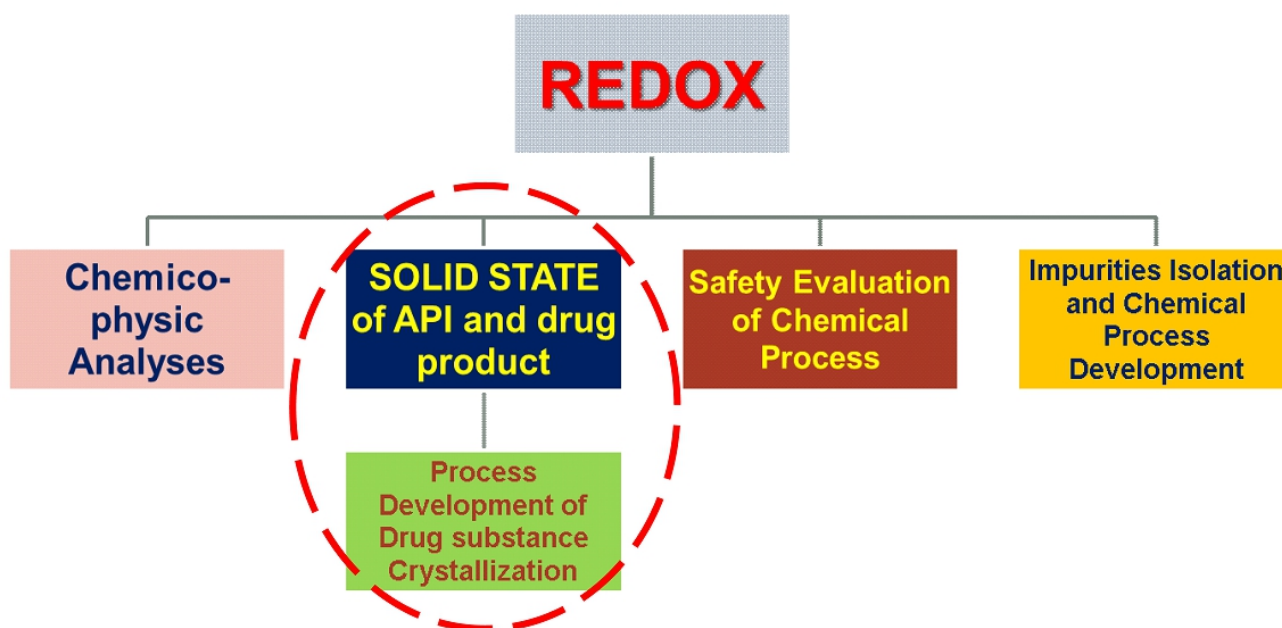 REDOX
Chemico-
physic
Analyses
SOLID STATE
of API and drug
product
Safety Evaluation
of Chemical
Process
Impurities Isolation
and Chemical
Process
Development
Process
Development of
Drug substance
Crystallization